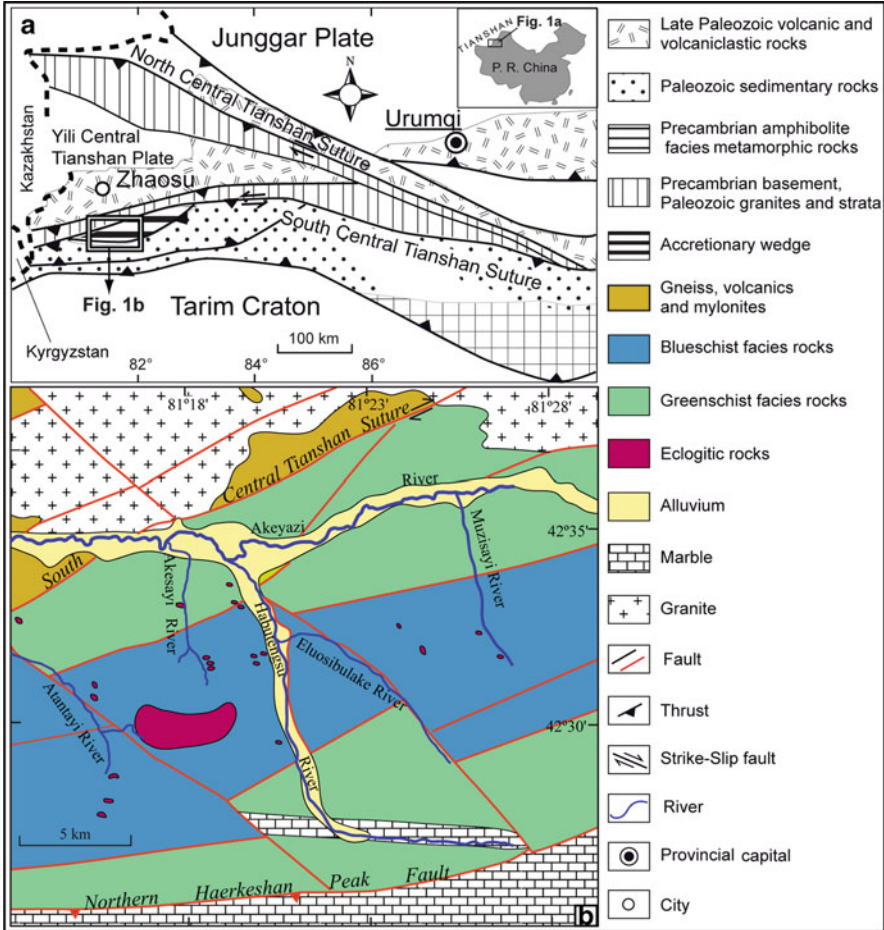 a
82
84
86
Junggar Plate
TIANSHAN
Fig. 1a
P. R. China
N
North Central Tianshan Suture
Urumqi
Kazakhstan
Yili Central
Tianshan Plate
Zhaosu
South Central Tianshan Suture
Fig. 1b
Tarim Craton
Kyrgyzstan
100 km
82°
84°
86°
81°18'
81°23'
81°28'
Central Tianshan Suture
South
River
Akeyazi
42°35'
Muzisayi River
Akesayi
River
Habutengsu
River
Eluosibulake River
Atantayi River
42°30'
5 km
Northern Haerkeshan Peak Fault
b
Late Paleozoic volcanic and
volcaniclastic rocks
Paleozoic sedimentary rocks
Precambrian amphibolite
facies metamorphic rocks
Precambrian basement,
Paleozoic granites and strata
Accretionary wedge
Gneiss, volcanics
and mylonites
Blueschist facies rocks
Greenschist facies rocks
Eclogitic rocks
Alluvium
Marble
Granite
Fault
Thrust
Strike-Slip fault
River
Provincial capital
City